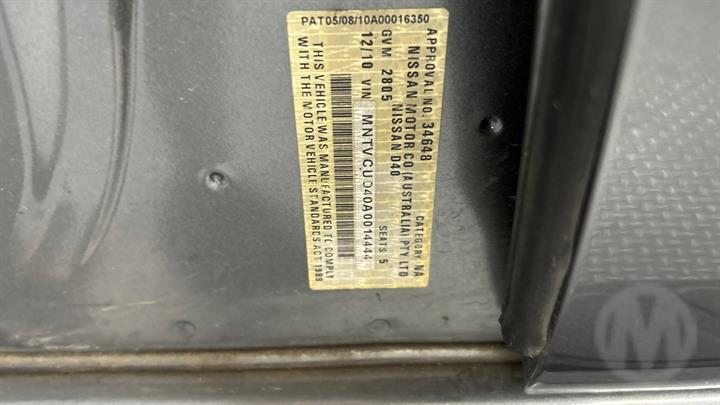 APPROVAL NO. 34648 CATEGORY NA
NISSAN MOTOR CO (AUSTRALIA) PTY LTD
NISSAN D40
GVM 2805 SEATS 5
12/10 VIN MNTVCUD40A0014444
THIS VEHICLE WAS MANUFACTURED TO COMPLY
WITH THE MOTOR VEHICLE STANDARDS ACT 1989
PAT05/08/10A00016350
M